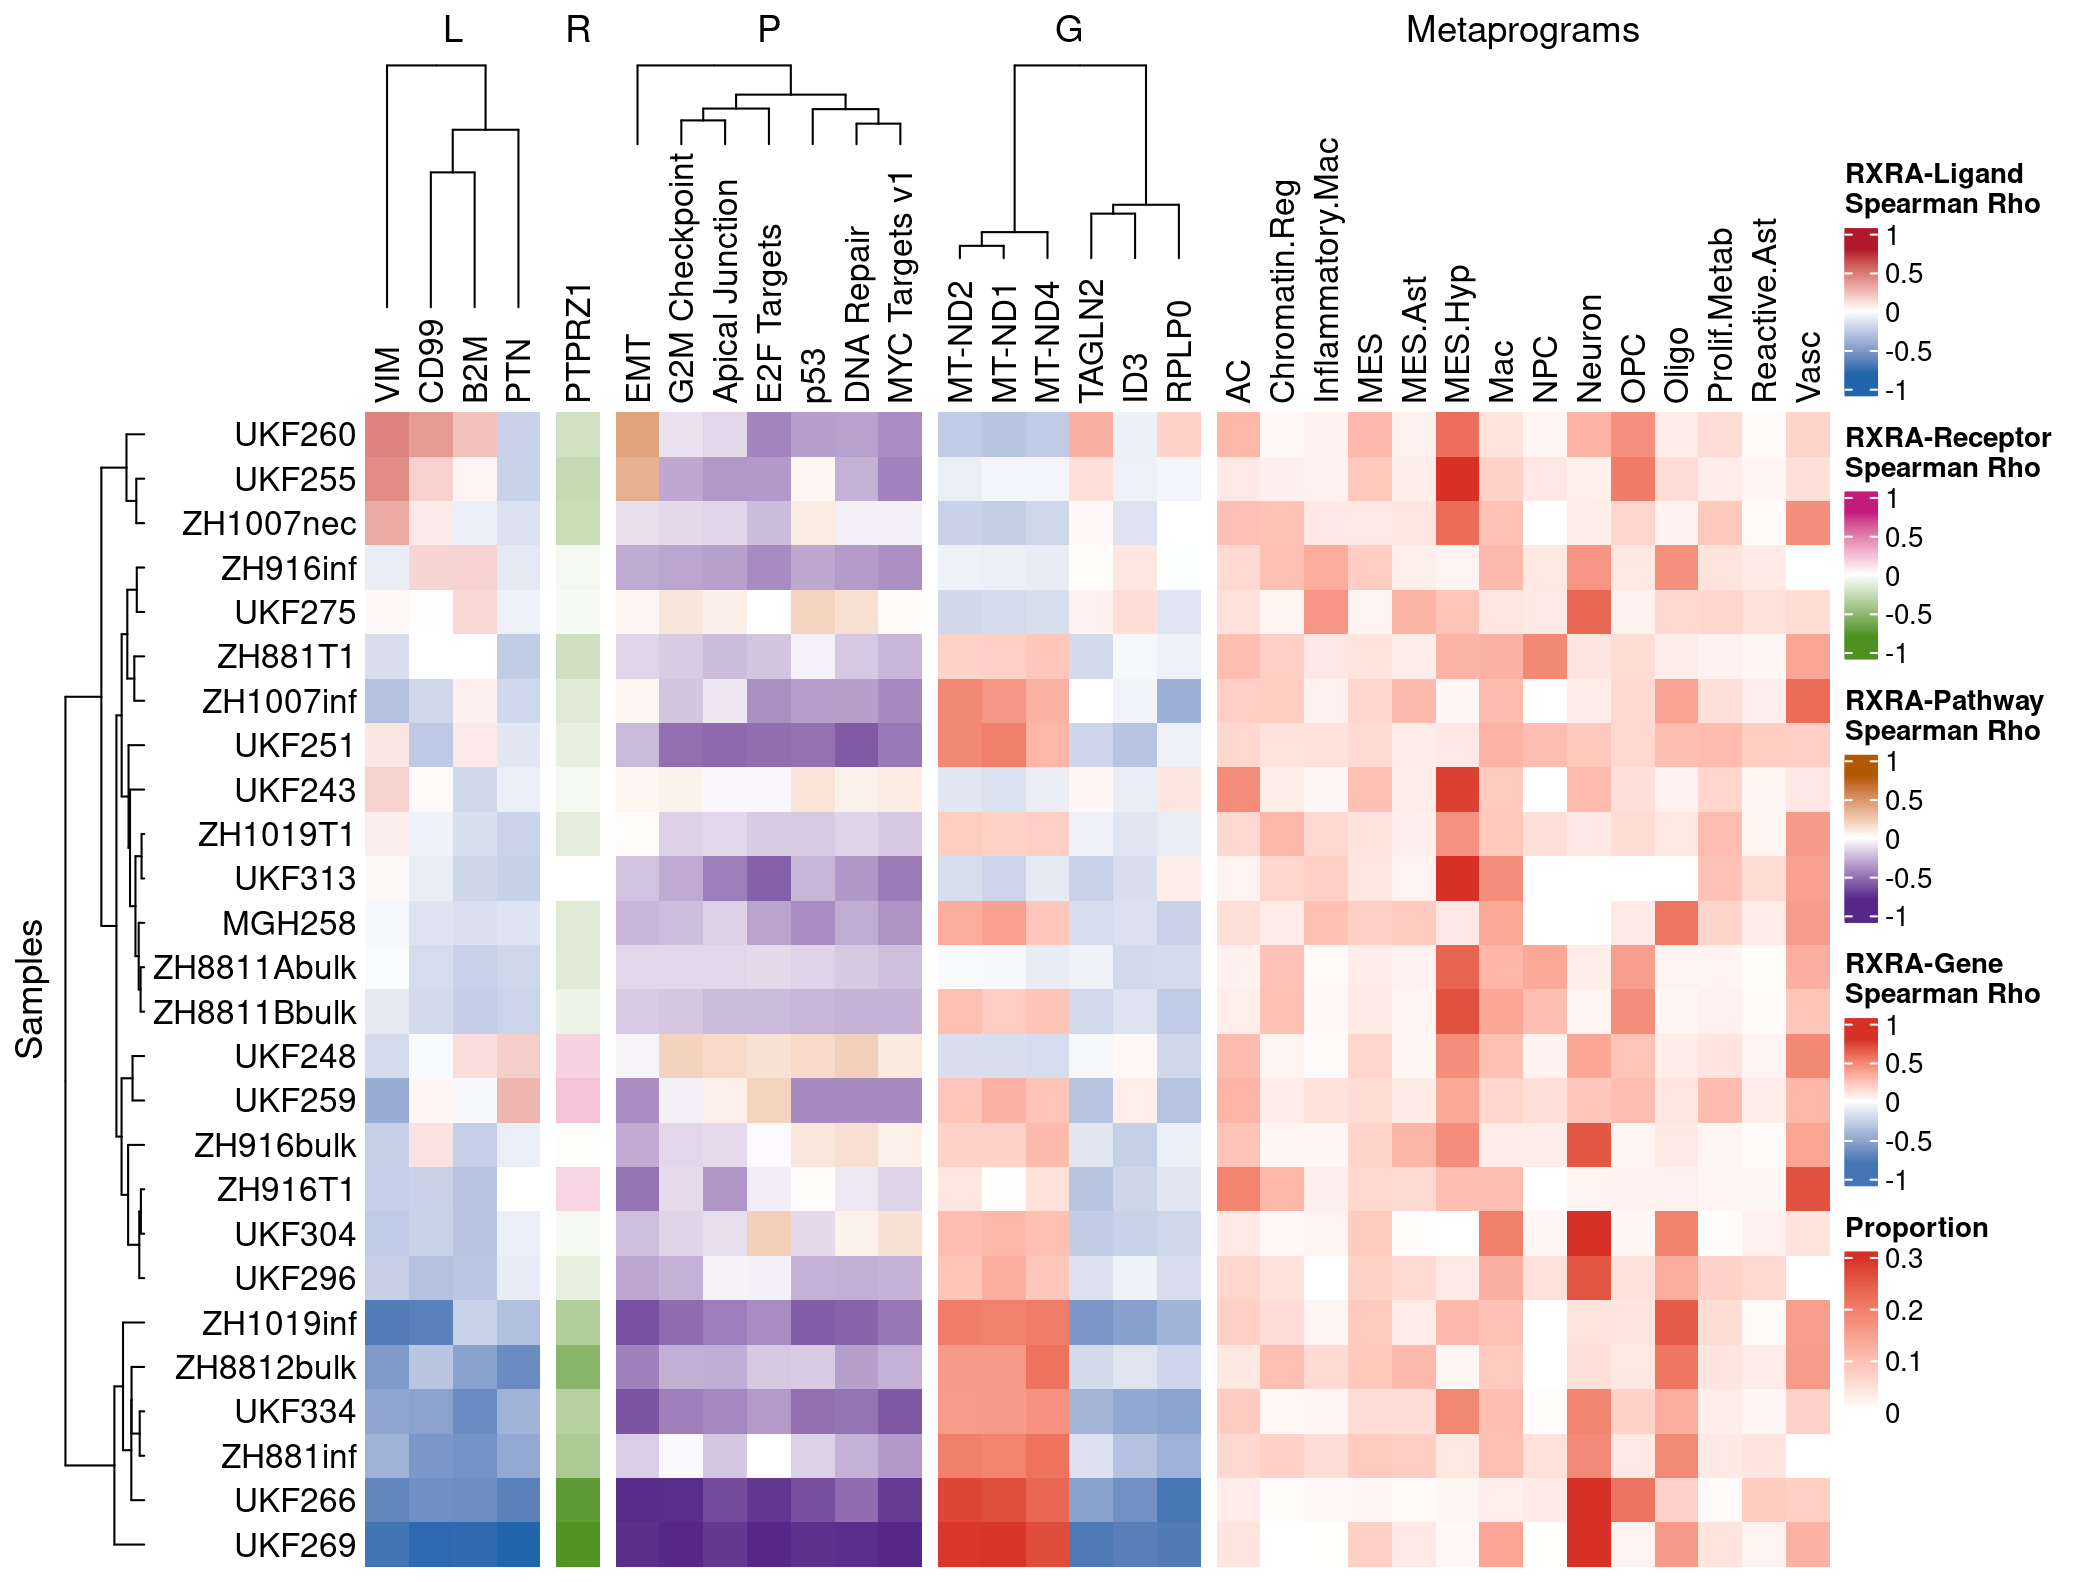 L R P G Metaprograms
VIM
CD99
B2M
PTN
PTPRZ1
EMT
G2M Checkpoint
Apical Junction
E2F Targets
p53
DNA Repair
MYC Targets v1
MT-ND2
MT-ND1
MT-ND4
TAGLN2
ID3
RPLP0
AC
Chromatin.Reg
Inflammatory.Mac
MES
MES.Ast
MES.Hyp
Mac
NPC
Neuron
OPC
Oligo
Prolif.Metab
Reactive.Ast
Vasc
Samples
UKF260
UKF255
ZH1007nec
ZH916inf
UKF275
ZH881T1
ZH1007inf
UKF251
UKF243
ZH1019T1
UKF313
MGH258
ZH8811Abulk
ZH8811Bbulk
UKF248
UKF259
ZH916bulk
ZH916T1
UKF304
UKF296
ZH1019inf
ZH8812bulk
UKF334
ZH881inf
UKF266
UKF269
RXRA-Ligand
Spearman Rho
1
0.5
0
-0.5
-1
RXRA-Receptor
Spearman Rho
1
0.5
0
-0.5
-1
RXRA-Pathway
Spearman Rho
1
0.5
0
-0.5
-1
RXRA-Gene
Spearman Rho
1
0.5
0
-0.5
-1
Proportion
0.3
0.2
0.1
0